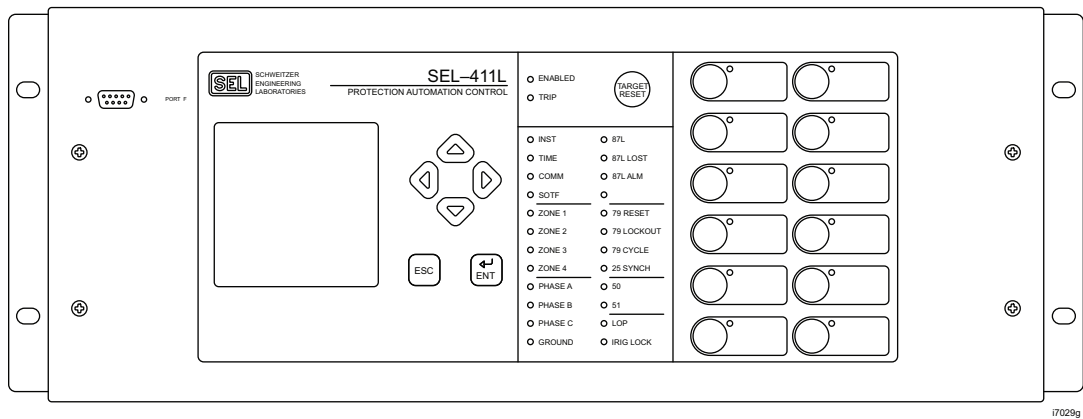 PORT F
SEL
SCHWEITZER
ENGINEERING
LABORATORIES
SEL–411L
PROTECTION AUTOMATION CONTROL
ESC
ENT
ENABLED
TRIP
TARGET
RESET
INST
TIME
COMM
SOTF
ZONE 1
ZONE 2
ZONE 3
ZONE 4
PHASE A
PHASE B
PHASE C
GROUND
87L
87L LOST
87L ALM
79 RESET
79 LOCKOUT
79 CYCLE
25 SYNCH
50
51
LOP
IRIG LOCK
i7029g